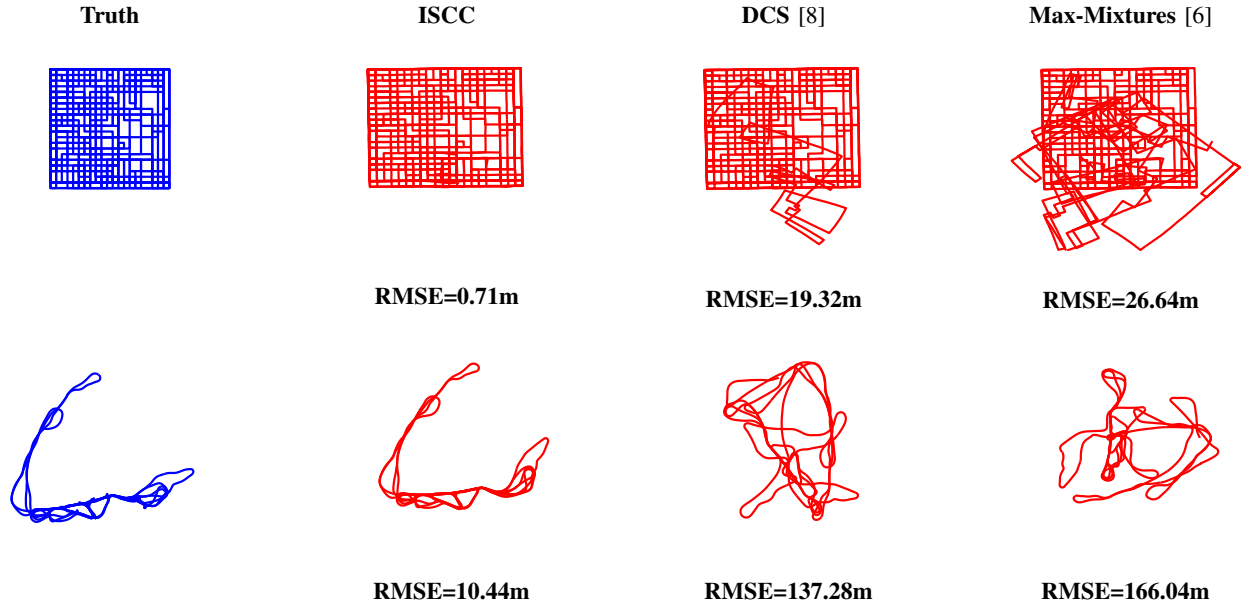 Truth
ISCC
DCS [8]
Max-Mixtures [6]
RMSE=0.71m
RMSE=19.32m
RMSE=26.64m
RMSE=10.44m
RMSE=137.28m
RMSE=166.04m